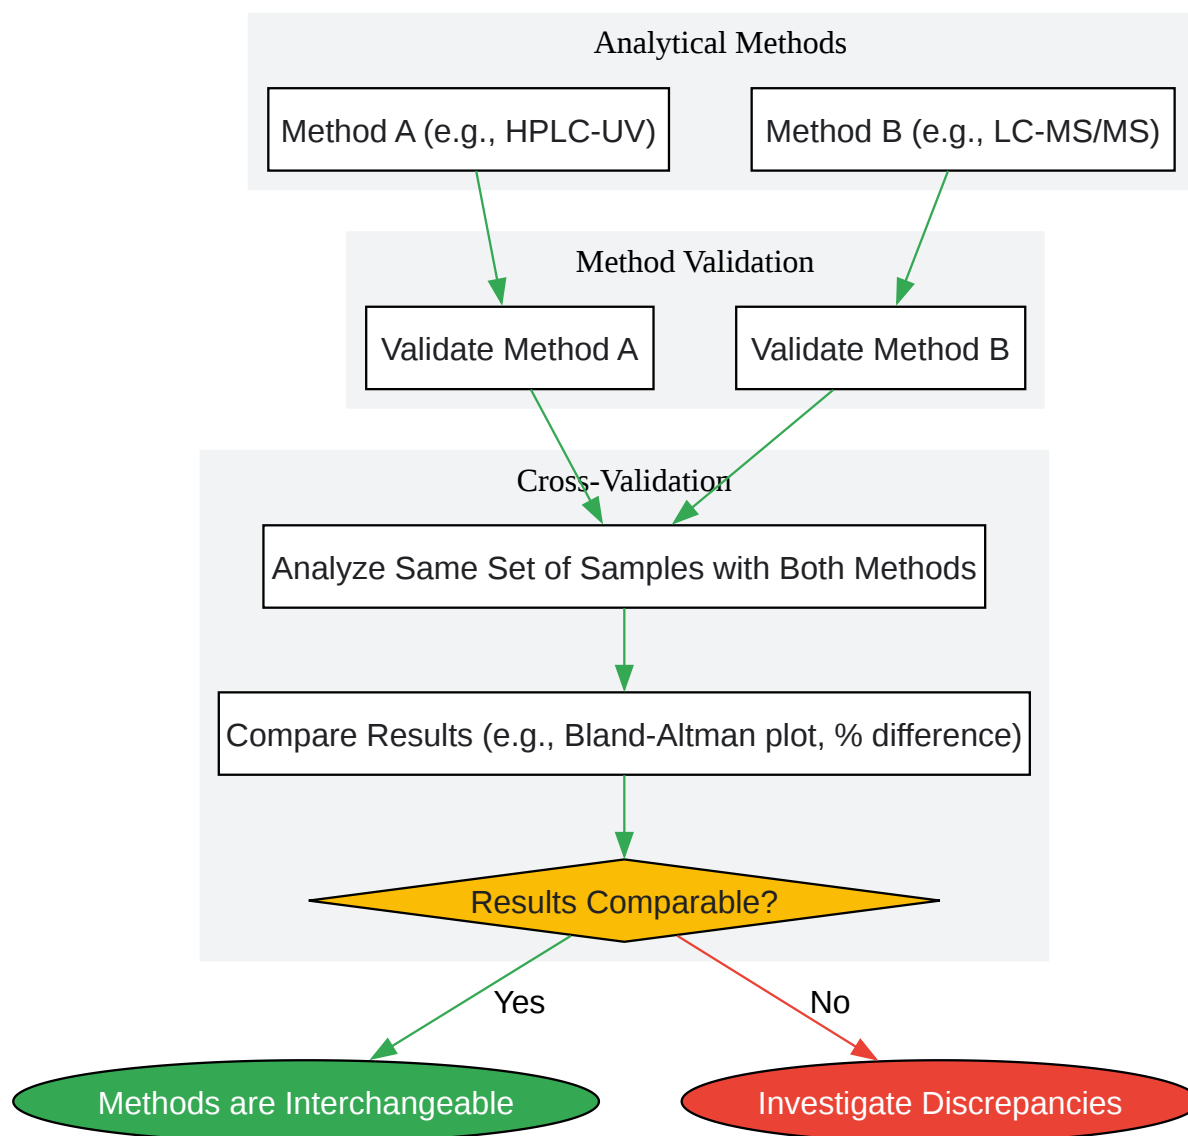 Analytical Methods
Method A (e.g., HPLC-UV)
Method B (e.g., LC-MS/MS)
Method Validation
Validate Method A
Validate Method B
Cross-Validation
Analyze Same Set of Samples with Both Methods
Compare Results (e.g., Bland-Altman plot, % difference)
Results Comparable?
Yes
No
Methods are Interchangeable
Investigate Discrepancies